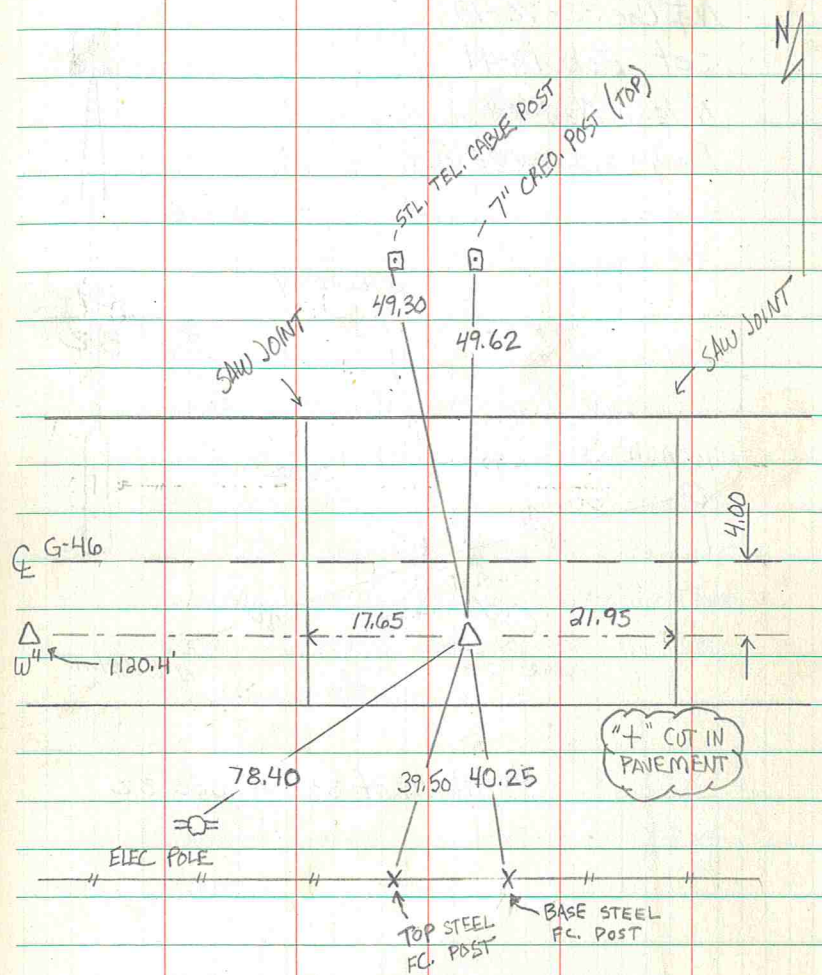 N
STL. TEL. CABLE POST
7" CREO. POST (TOP)
49.30
49.62
SAW JOINT
SAW JOINT
4.00
℄ G-46
17.65
21.95
W"
1120.4'
"+" CUT IN
PAVEMENT
78.40
39.50
40.25
ELEC POLE
TOP STEEL
FC. POST
BASE STEEL
FC. POST